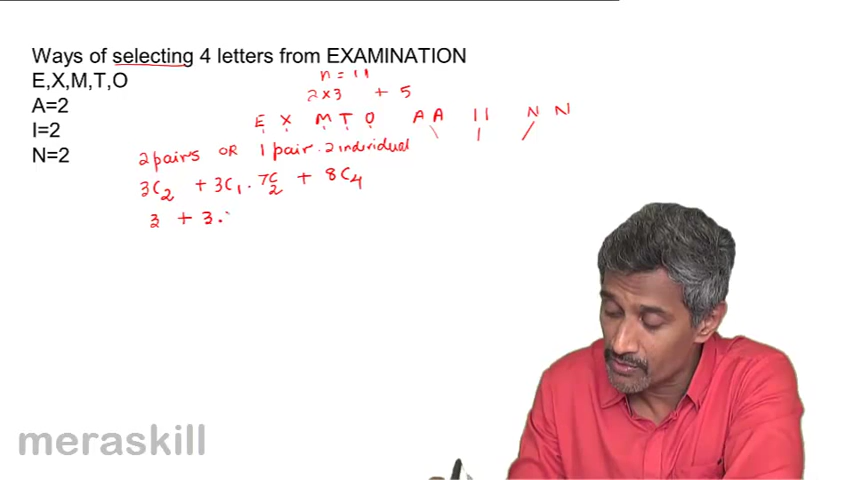 Ways of selecting 4 letters from EXAMINATION
n = 11
E,X,M,T,O
2 x 3 + 5
A=2
E X M T O A A I I N N
I=2
2 pairs OR 1 pair . 2 individual
N=2
3C2 + 3C1 . 7C2 + 8C4
3 + 3 .
meraskill